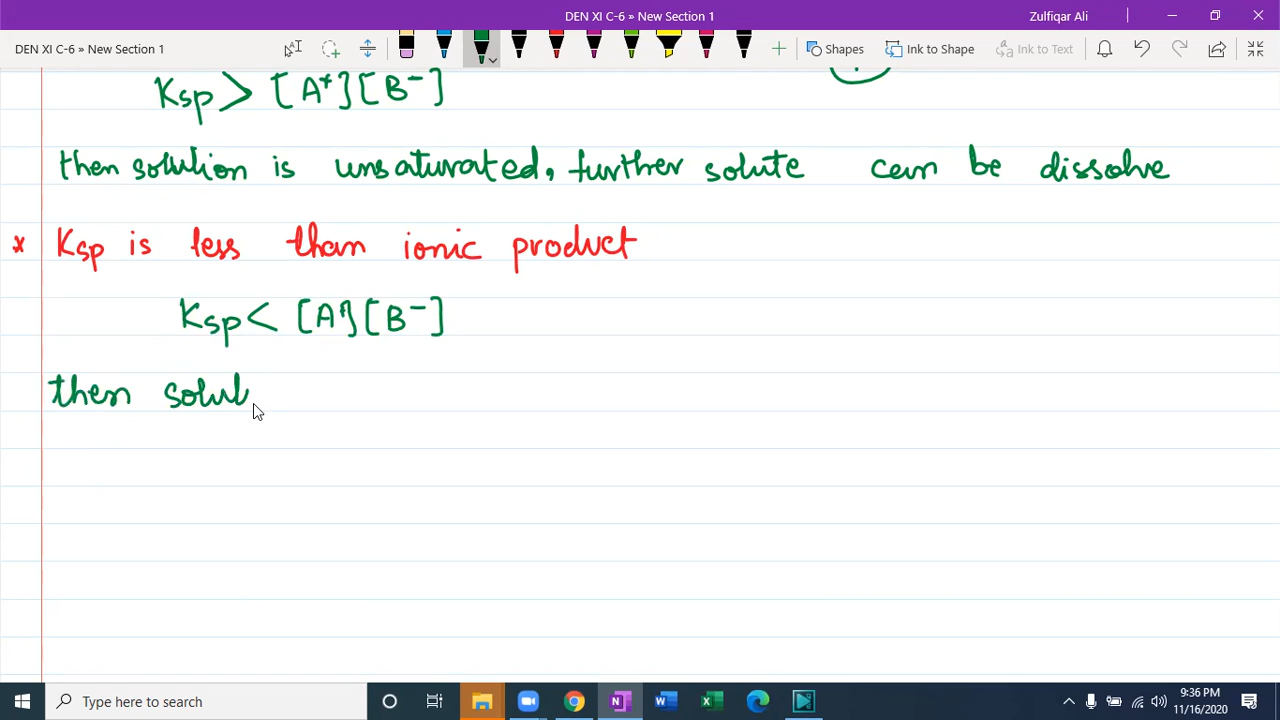 DEN XI C-6 » New Section 1
Zulfiqar Ali
DEN XI C-6 » New Section 1
Shapes
Ink to Shape
Ink to Text
Ksp > [A+][B−]
then solution is unsaturated, further solute can be dissolve
* Ksp is less than ionic product
Ksp < [A+][B−]
then solut
Type here to search
9:36 PM
11/16/2020